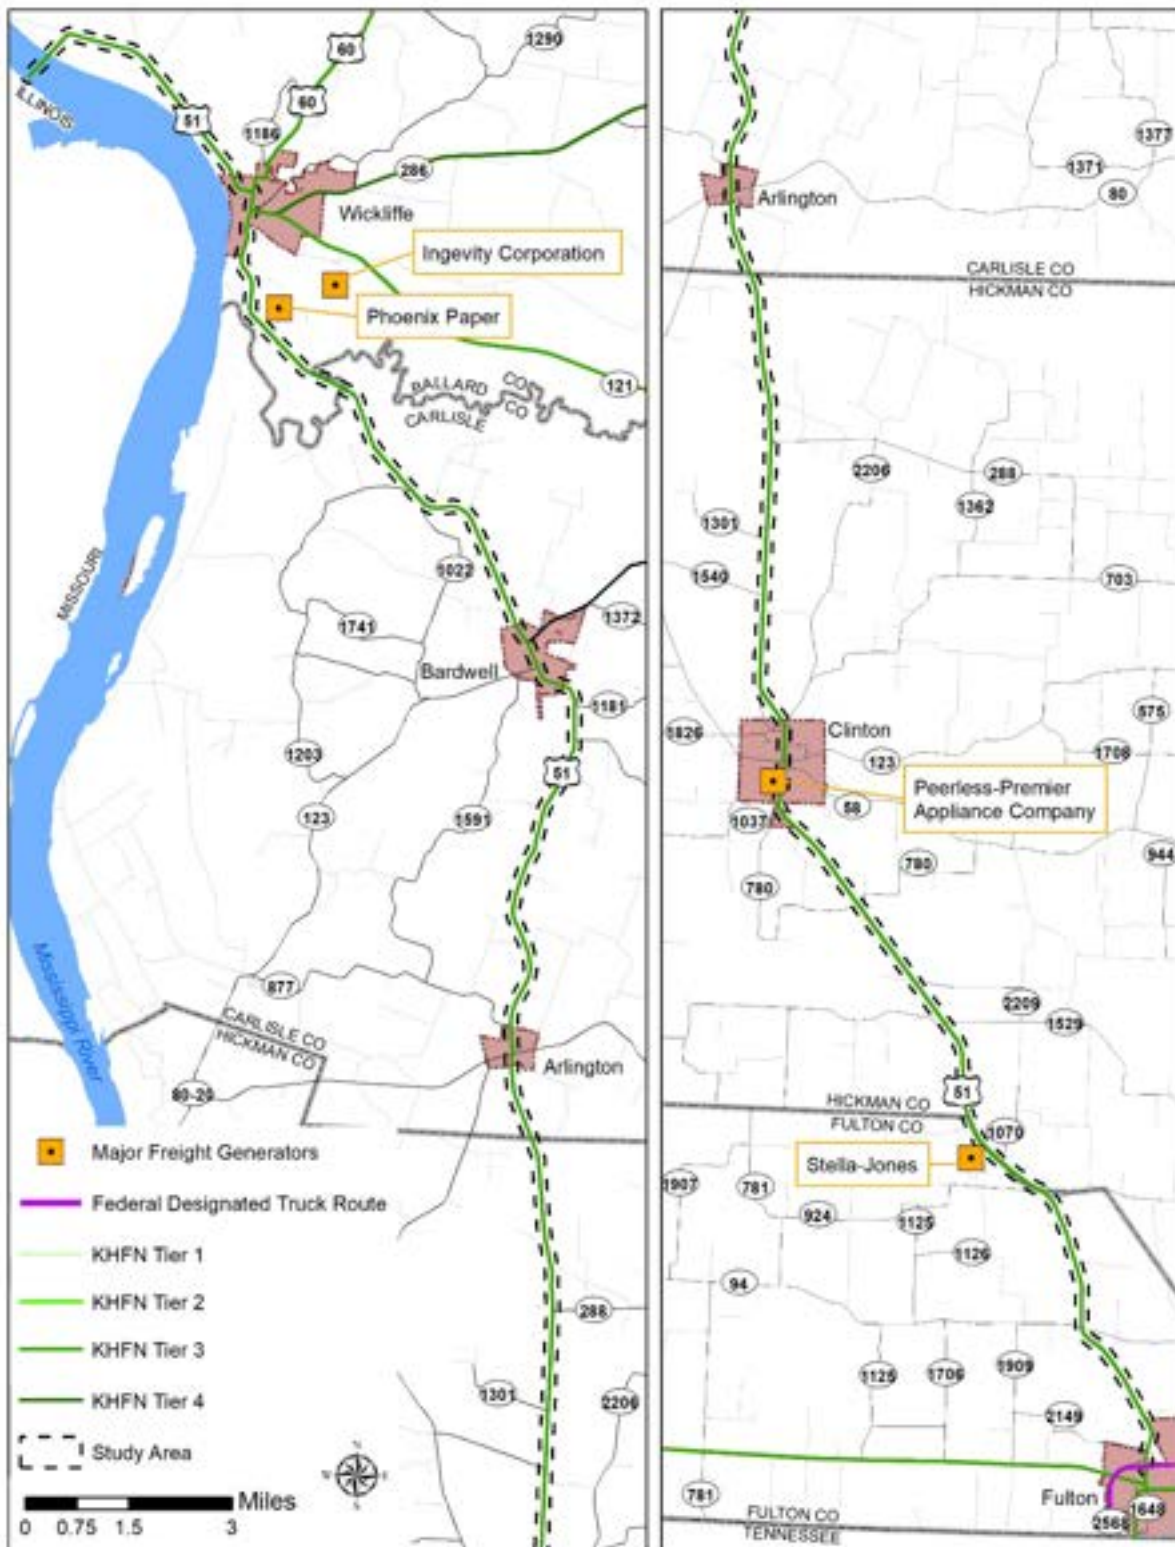 1290
60
60
51
ILLINOIS
1186
286
Wickliffe
Ingevity Corporation
Phoenix Paper
121
BALLARD CO
CARLISLE CO
MISSOURI
1022
1741
1372
Bardwell
1181
1203
51
123
1591
Mississippi River
877
CARLISLE CO
HICKMAN CO
Arlington
80-20
288
1301
2206
Major Freight Generators
Federal Designated Truck Route
KHFN Tier 1
KHFN Tier 2
KHFN Tier 3
KHFN Tier 4
Study Area
N
W
E
S
Miles
0 0.75 1.5 3
1377
1371
80
Arlington
CARLISLE CO
HICKMAN CO
2206
288
1362
1301
1540
703
575
Clinton
1826
123
1708
Peerless-Premier
Appliance Company
58
1037
944
780
780
2209
1529
51
HICKMAN CO
FULTON CO
1070
Stella-Jones
1907
781
924
1125
1126
94
1125
1706
1909
2149
781
Fulton
1648
2568
FULTON CO
TENNESSEE